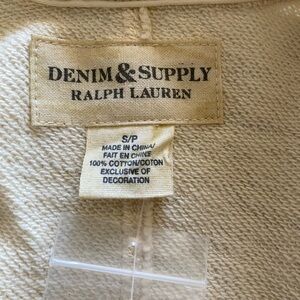 DENIM & SUPPLY
RALPH LAUREN
S/P
MADE IN CHINA/
FAIT EN CHINE
100% COTTON/COTON
EXCLUSIVE OF
DECORATION